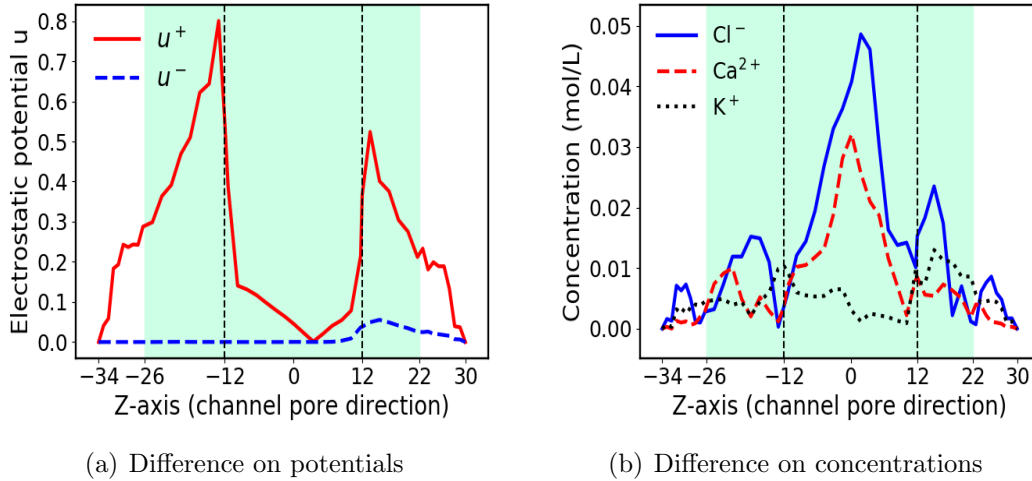 Electrostatic potential u
0.8
0.7
0.6
0.5
0.4
0.3
0.2
0.1
0.0
u⁺
u⁻
−34
−26
−12
0
12
22
30
Z-axis (channel pore direction)
(a) Difference on potentials
Concentration (mol/L)
0.05
0.04
0.03
0.02
0.01
0.00
Cl⁻
Ca²⁺
K⁺
−34
−26
−12
0
12
22
30
Z-axis (channel pore direction)
(b) Difference on concentrations